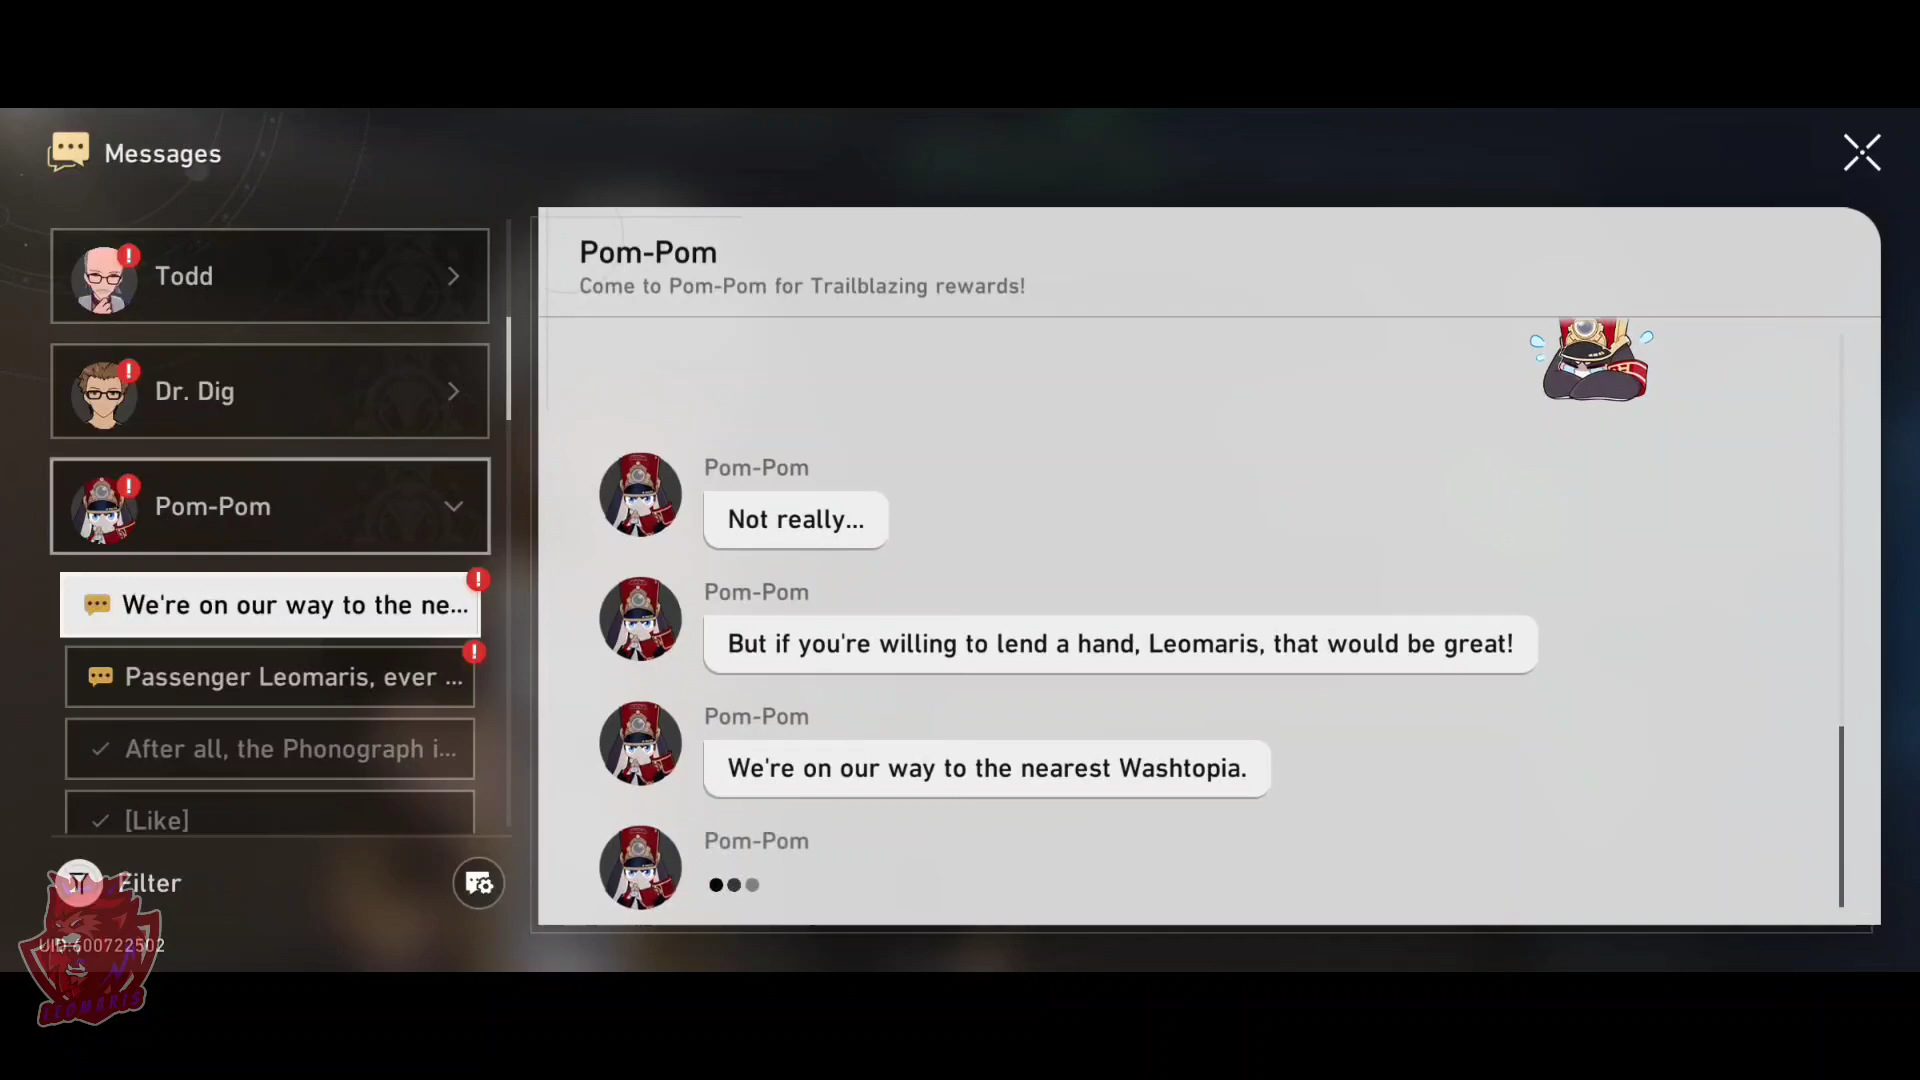 Messages
Todd
Dr. Dig
Pom-Pom
We're on our way to the ne...
Passenger Leomaris, ever ...
After all, the Phonograph i...
[Like]
Filter
UID:600722502
LEOMARIS
Pom-Pom
Come to Pom-Pom for Trailblazing rewards!
Pom-Pom
Not really...
Pom-Pom
But if you're willing to lend a hand, Leomaris, that would be great!
Pom-Pom
We're on our way to the nearest Washtopia.
Pom-Pom